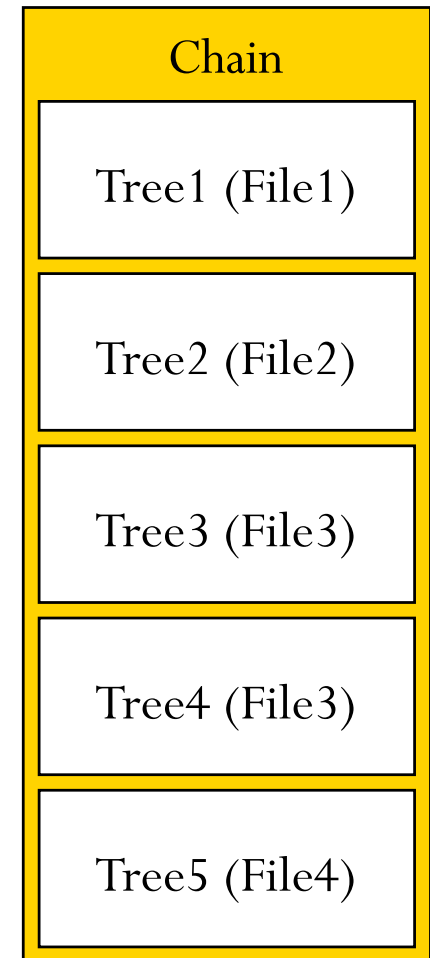 Chain
Tree1 (File1)
Tree2 (File2)
Tree3 (File3)
Tree4 (File3)
Tree5 (File4)